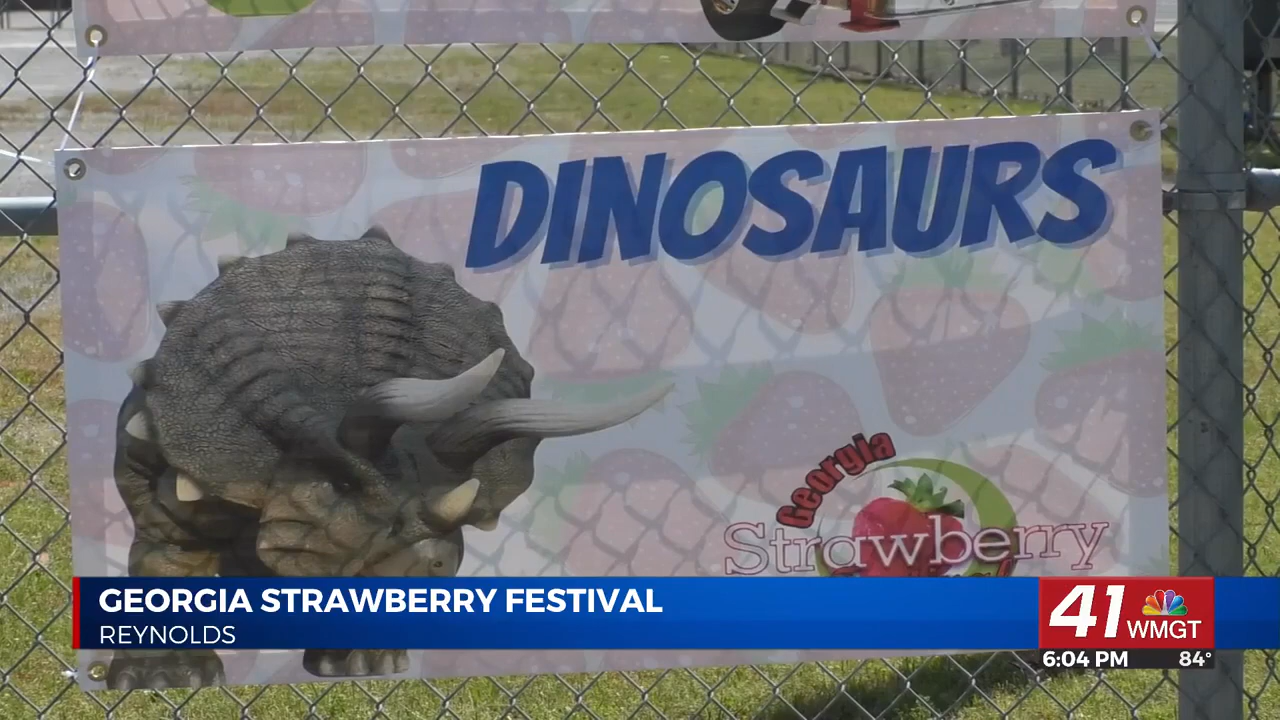 DINOSAURS
Georgia
Strawberry
GEORGIA STRAWBERRY FESTIVAL
REYNOLDS
41
WMGT
6:04 PM 84°